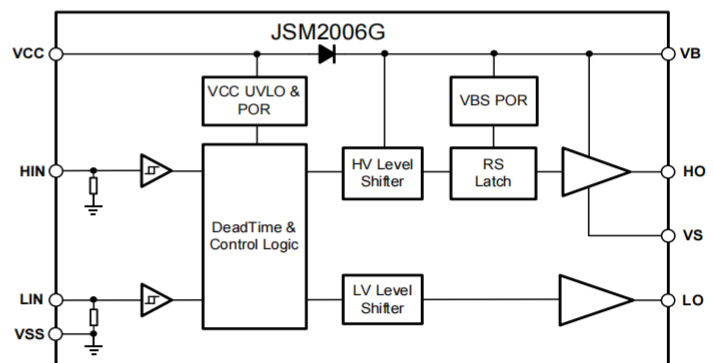 JSM2006G
VCC
VB
VCC UVLO &
POR
VBS POR
HIN
HV Level
Shifter
RS
Latch
HO
DeadTime &
Control Logic
VS
LIN
LV Level
Shifter
LO
VSS